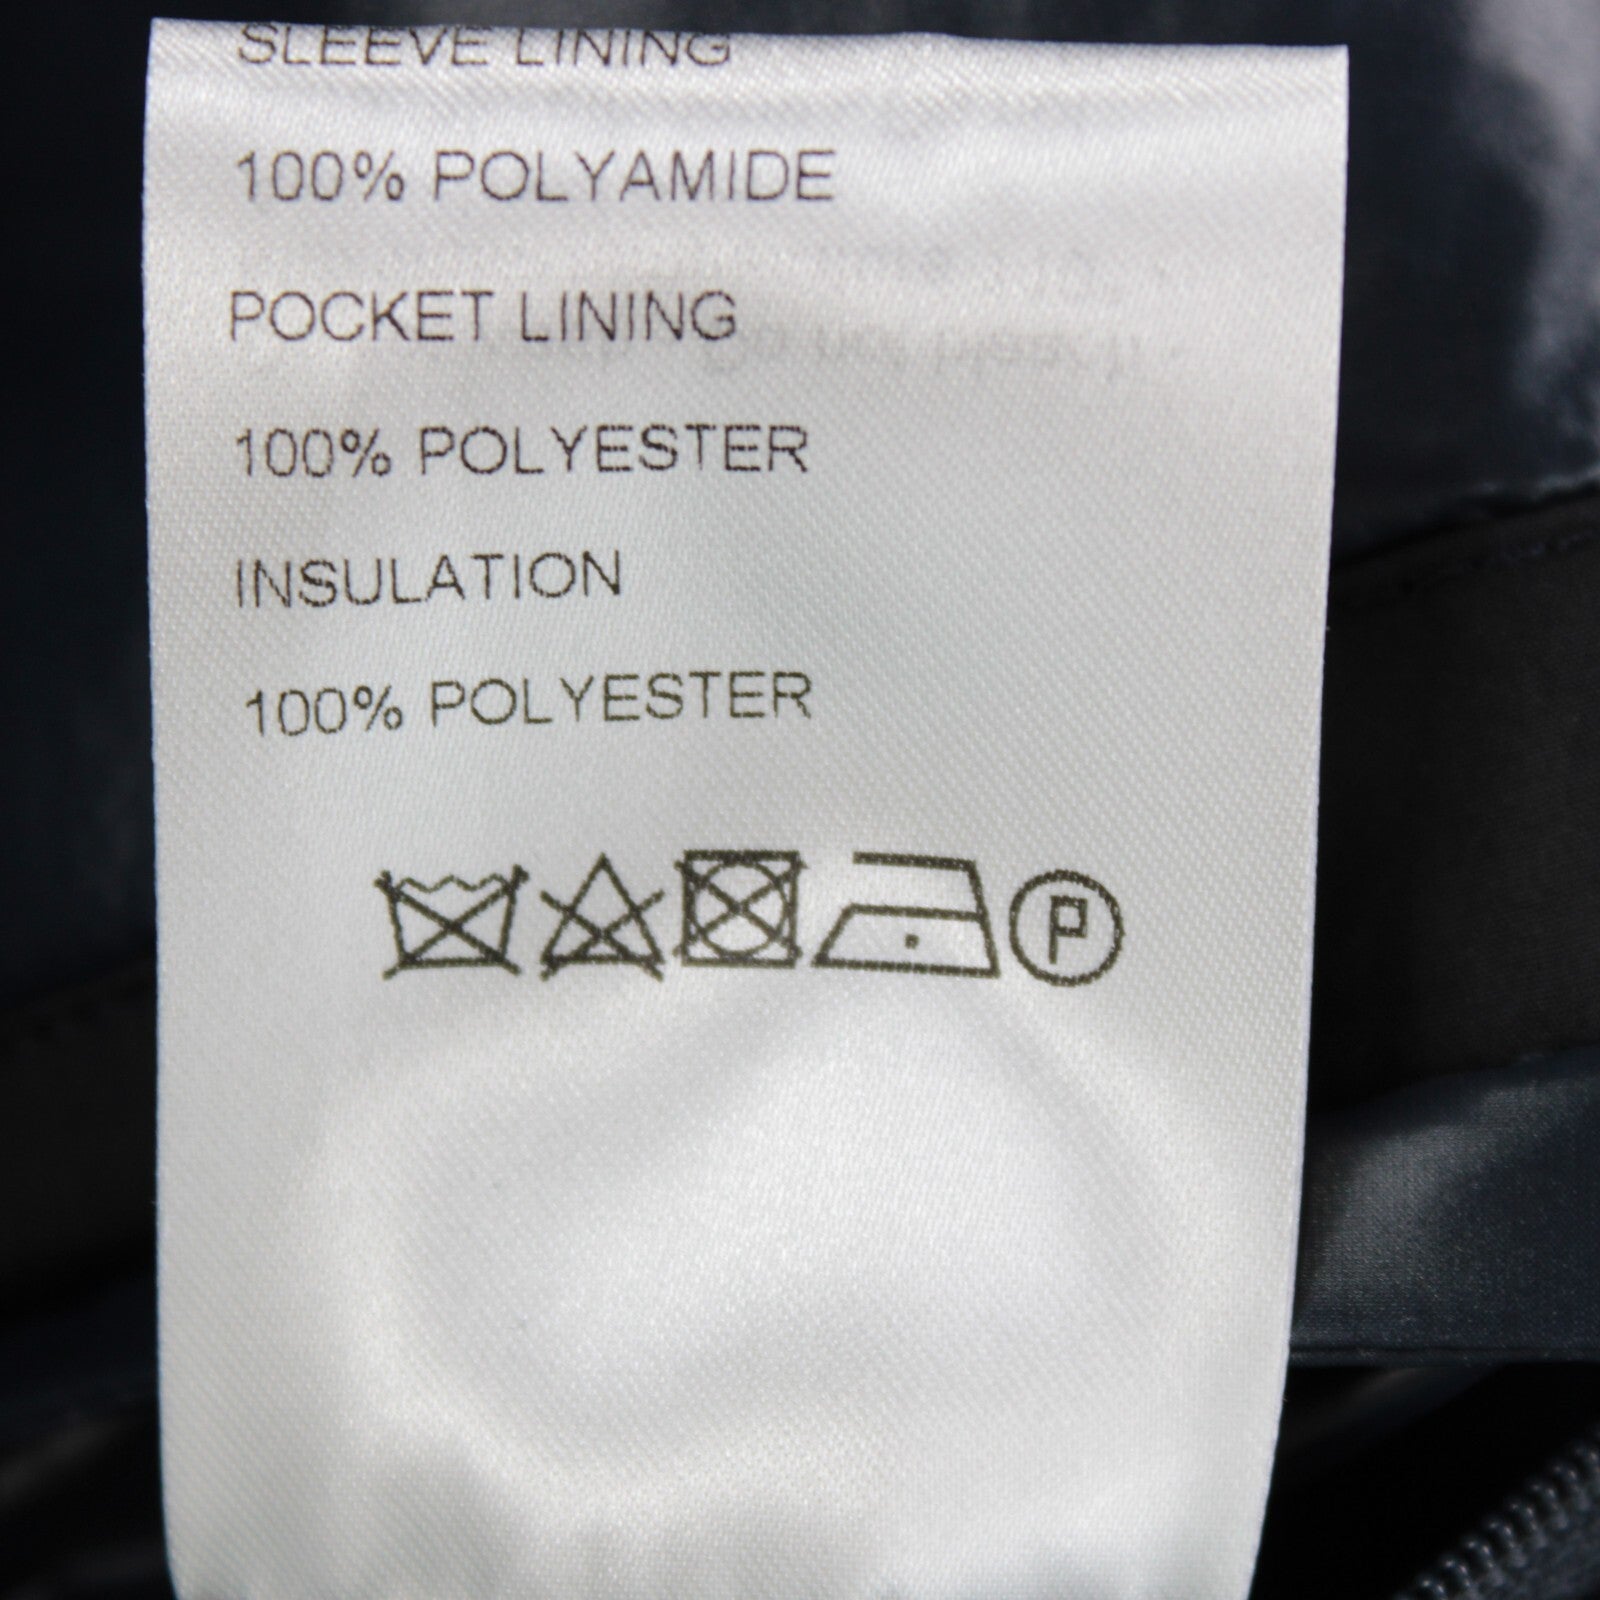 SLEEVE LINING
100% POLYAMIDE
POCKET LINING
100% POLYESTER
INSULATION
100% POLYESTER
P